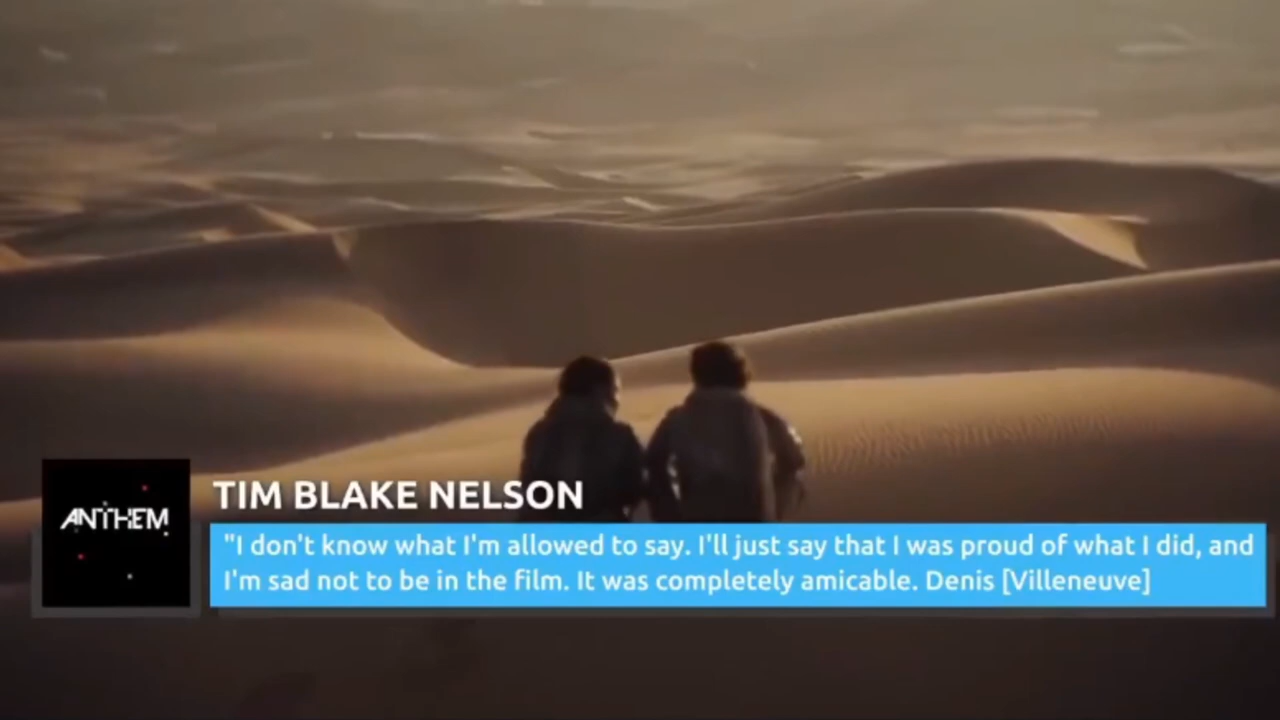 ANTHEM
TIM BLAKE NELSON
"I don't know what I'm allowed to say. I'll just say that I was proud of what I did, and
I'm sad not to be in the film. It was completely amicable. Denis [Villeneuve]